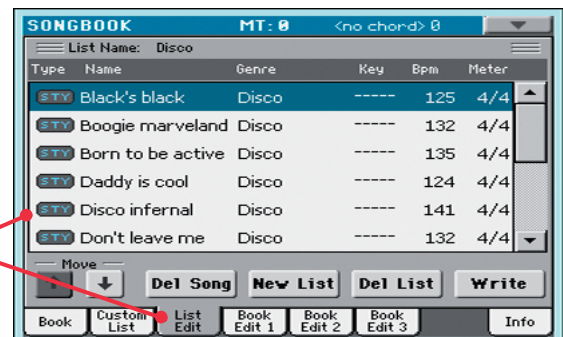 SONGBOOK MT: 0 <no chord> 0
List Name: Disco
Type Name Genre Key Bpm Meter
STY Black's black Disco ----- 125 4/4
STY Boogie marveland Disco ----- 132 4/4
STY Born to be active Disco ----- 135 4/4
STY Daddy is cool Disco ----- 124 4/4
STY Disco infernal Disco ----- 141 4/4
STY Don't leave me Disco ----- 132 4/4
Move
Del Song New List Del List Write
Book Custom List List Edit Book Edit 1 Book Edit 2 Book Edit 3 Info